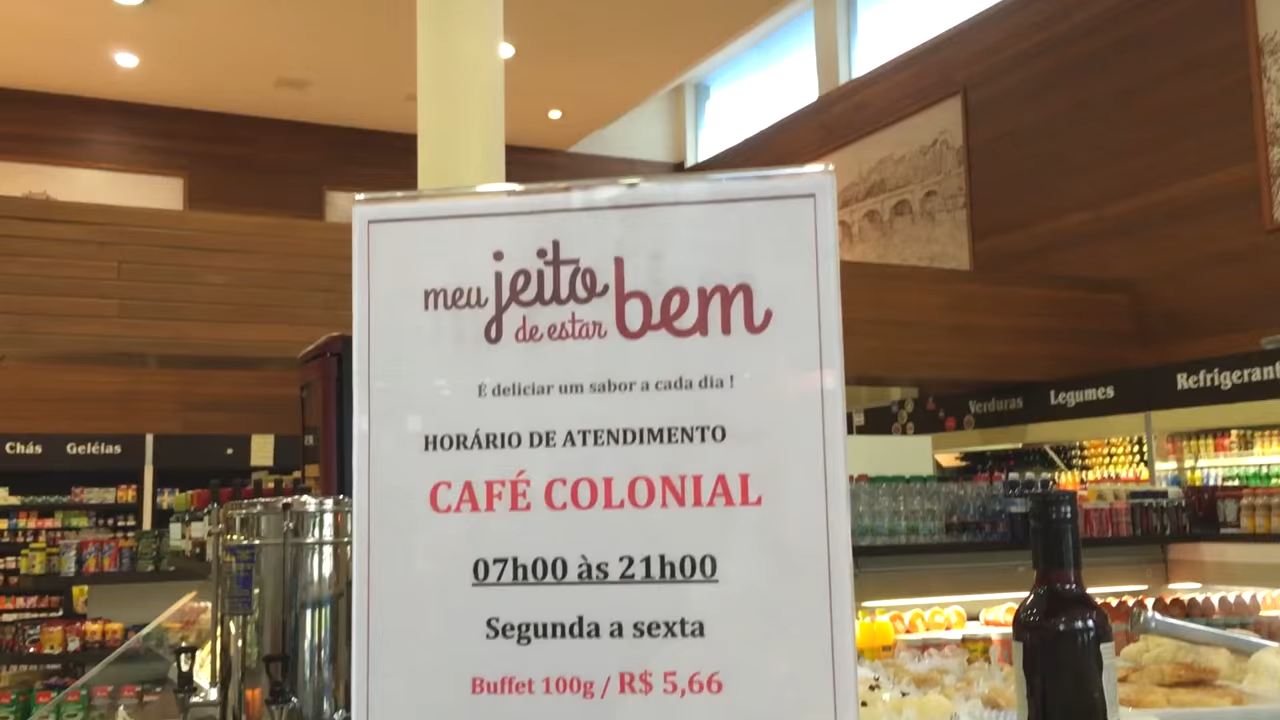 meu jeito
de estar bem
É deliciar um sabor a cada dia !
HORÁRIO DE ATENDIMENTO
CAFÉ COLONIAL
07h00 às 21h00
Segunda a sexta
Buffet 100g / R$ 5,66
Chás Geléias
Verduras Legumes Refrigerant